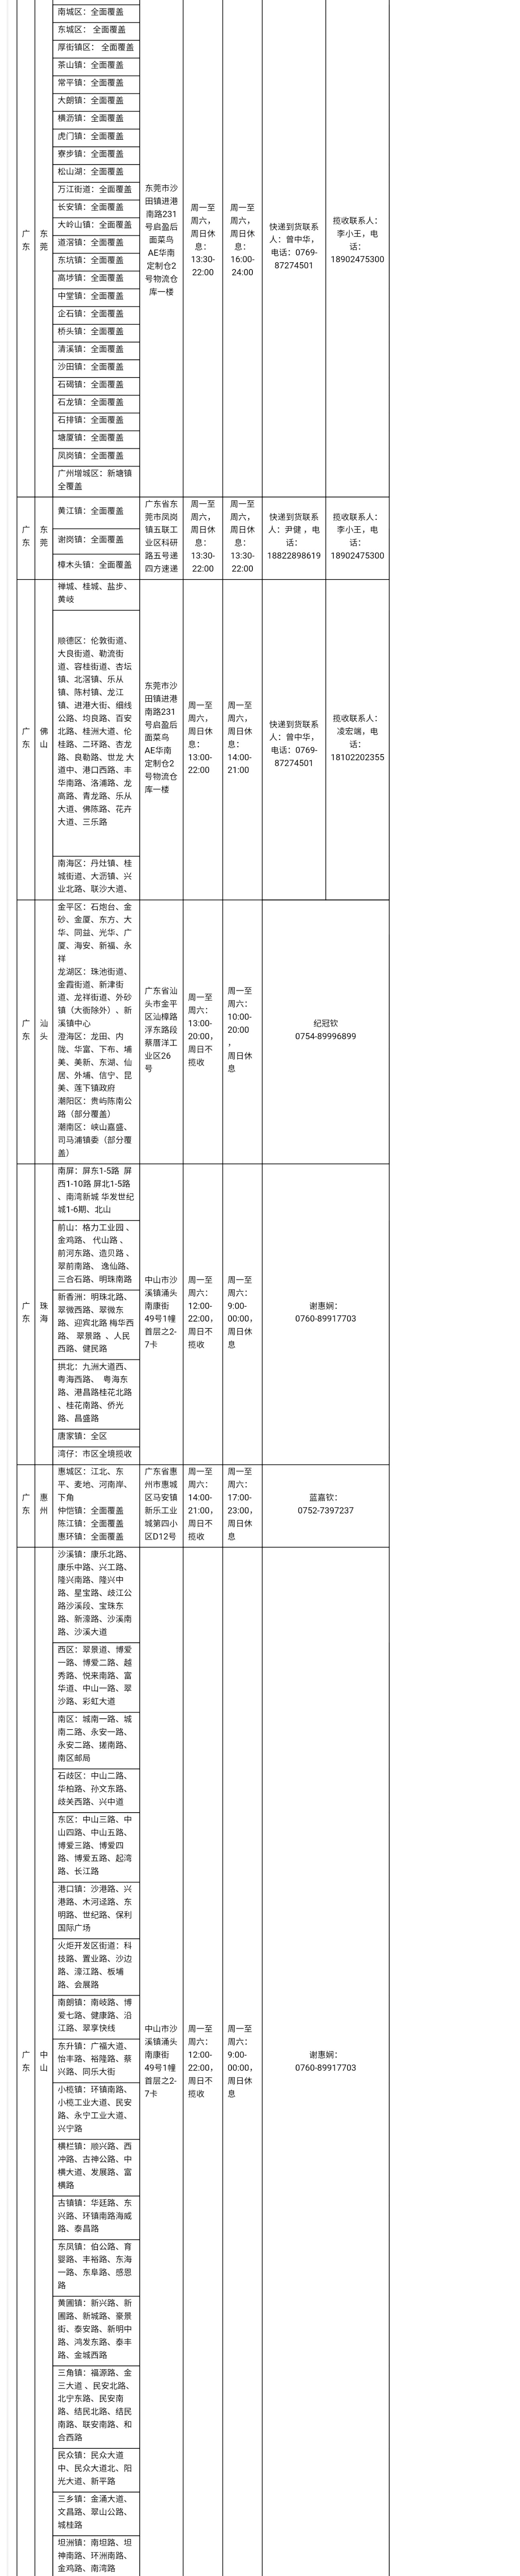 南城区：全面覆盖
东城区： 全面覆盖
厚街镇区： 全面覆盖
茶山镇：全面覆盖
常平镇：全面覆盖
大朗镇：全面覆盖
横沥镇：全面覆盖
虎门镇：全面覆盖
寮步镇：全面覆盖
松山湖：全面覆盖
万江街道：全面覆盖
长安镇：全面覆盖
大岭山镇：全面覆盖
道滘镇：全面覆盖
东坑镇：全面覆盖
高埗镇：全面覆盖
中堂镇：全面覆盖
企石镇：全面覆盖
桥头镇：全面覆盖
清溪镇：全面覆盖
沙田镇：全面覆盖
石碣镇：全面覆盖
石龙镇：全面覆盖
石排镇：全面覆盖
塘厦镇：全面覆盖
凤岗镇：全面覆盖
广州增城区：新塘镇
全覆盖
广
东
东
莞
东莞市沙
田镇进港
南路231
号启盈后
面菜鸟
AE华南
定制仓2
号物流仓
库一楼
周一至
周六，
周日休
息：
13:30-
22:00
周一至
周六，
周日休
息：
16:00-
24:00
快递到货联系
人：曾中华，
电话：0769-
87274501
揽收联系人：
李小王，电
话：
18902475300
广
东
东
莞
黄江镇：全面覆盖
谢岗镇：全面覆盖
樟木头镇：全面覆盖
广东省东
莞市凤岗
镇五联工
业区科研
路五号递
四方速递
周一至
周六，
周日休
息：
13:30-
22:00
周一至
周六，
周日休
息：
13:30-
22:00
快递到货联系
人：尹健 ，电
话：
18822898619
揽收联系人：
李小王，电
话：
18902475300
广
东
佛
山
禅城、桂城、盐步、
黄岐
顺德区：伦敦街道、
大良街道、勒流街
道、容桂街道、杏坛
镇、北滘镇、乐从
镇、陈村镇、龙江
镇、进港大街、细线
公路、均良路、百安
北路、桂洲大道、伦
桂路、二环路、杏龙
路、良勒路、世龙 大
道中、港口西路、丰
华南路、洛浦路、龙
高路、青龙路、乐从
大道、佛陈路、花卉
大道、三乐路
南海区：丹灶镇、桂
城街道、大沥镇、兴
业北路、联沙大道、
东莞市沙
田镇进港
南路231
号启盈后
面菜鸟
AE华南
定制仓2
号物流仓
库一楼
周一至
周六，
周日休
息：
13:00-
22:00
周一至
周六，
周日休
息：
14:00-
21:00
快递到货联系
人：曾中华，
电话：0769-
87274501
揽收联系人：
凌宏端，电
话：
18102202355
广
东
汕
头
金平区：石炮台、金
砂、金厦、东方、大
华、同益、光华、广
厦、海安、新福、永
祥
龙湖区：珠池街道、
金霞街道、新津街
道、龙祥街道、外砂
镇（大衙除外）、新
溪镇中心
澄海区：龙田、内
陇、华富、下布、埔
美、美新、东湖、仙
居、外埔、信宁、昆
美、莲下镇政府
潮阳区：贵屿陈南公
路（部分覆盖）
潮南区：峡山嘉盛、
司马浦镇委（部分覆
盖）
广东省汕
头市金平
区汕樟路
浮东路段
蔡厝洋工
业区26
号
周一至
周六：
13:00-
20:00，
周日不
揽收
周一至
周六：
10:00-
20:00
，
周日休
息
纪冠钦
0754-89996899
广
东
珠
海
南屏：屏东1-5路 屏
西1-10路 屏北1-5路
、南湾新城 华发世纪
城1-6期、北山
前山：格力工业园 、
金鸡路、代山路 、
前河东路、造贝路 、
翠前南路、 逸仙路、
三合石路、明珠南路
新香洲：明珠北路、
翠微西路、翠微东
路、迎宾北路 梅华西
路、 翠景路 、人民
西路、健民路
拱北：九洲大道西、
粤海西路、 粤海东
路、港昌路桂花北路
、桂花南路、侨光
路、昌盛路
唐家镇：全区
湾仔：市区全境揽收
中山市沙
溪镇涌头
南康街
49号1幢
首层之2-
7卡
周一至
周六：
12:00-
22:00，
周日不
揽收
周一至
周六：
9:00-
00:00，
周日休
息
谢惠娴：
0760-89917703
广
东
惠
州
惠城区：江北、东
平、麦地、河南岸、
下角
仲恺镇：全面覆盖
陈江镇：全面覆盖
惠环镇：全面覆盖
广东省惠
州市惠城
区马安镇
新乐工业
城第四小
区D12号
周一至
周六：
14:00-
21:00，
周日不
揽收
周一至
周六：
17:00-
23:00，
周日休
息
蓝嘉钦：
0752-7397237
广
东
中
山
沙溪镇：康乐北路、
康乐中路、兴工路、
隆兴南路、隆兴中
路、星宝路、歧江公
路沙溪段、宝珠东
路、新濠路、沙溪南
路、沙溪大道
西区：翠景道、博爱
一路、博爱二路、越
秀路、悦来南路、富
华道、中山一路、翠
沙路、彩虹大道
南区：城南一路、城
南二路、永安一路、
永安二路、搓南路、
南区邮局
石歧区：中山二路、
华柏路、孙文东路、
歧关西路、兴中道
东区：中山三路、中
山四路、中山五路、
博爱三路、博爱四
路、博爱五路、起湾
路、长江路
港口镇：沙港路、兴
港路、木河迳路、东
明路、世纪路、保利
国际广场
火炬开发区街道：科
技路、置业路、沙边
路、濠江路、板埔
路、会展路
南朗镇：南岐路、博
爱七路、健康路、沿
江路、翠享快线
东升镇：广福大道、
怡丰路、裕隆路、蔡
兴路、同乐大街
小榄镇：环镇南路、
小榄工业大道、民安
路、永宁工业大道、
兴宁路
横栏镇：顺兴路、西
冲路、古神公路、中
横大道、发展路、富
横路
古镇镇：华廷路、东
兴路、环镇南路海威
路、泰昌路
东凤镇：伯公路、育
婴路、丰裕路、东海
一路、东阜路、感恩
路
黄圃镇：新兴路、新
圃路、新城路、豪景
街、泰安路、新明中
路、鸿发东路、泰丰
路、金城西路
三角镇：福源路、金
三大道 、民安北路、
北宁东路、民安南
路、结民北路、结民
南路、联安南路、和
合西路
民众镇：民众大道
中、民众大道北、阳
光大道、新平路
三乡镇：金涌大道、
文昌路、翠山公路、
城桂路
坦洲镇：南坦路、坦
神南路、环洲南路、
金鸡路、南湾路
中山市沙
溪镇涌头
南康街
49号1幢
首层之2-
7卡
周一至
周六：
12:00-
22:00，
周日不
揽收
周一至
周六：
9:00-
00:00，
周日休
息
谢惠娴：
0760-89917703